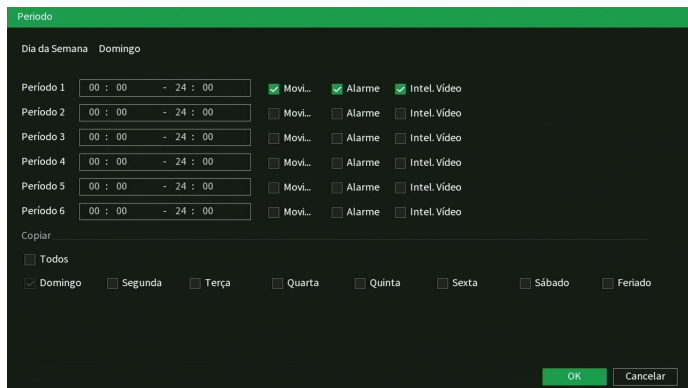 Periodo
Dia da Semana Domingo
Período 1 00 : 00 - 24 : 00 Movi... Alarme Intel. Vídeo
Período 2 00 : 00 - 24 : 00 Movi... Alarme Intel. Vídeo
Período 3 00 : 00 - 24 : 00 Movi... Alarme Intel. Vídeo
Período 4 00 : 00 - 24 : 00 Movi... Alarme Intel. Vídeo
Período 5 00 : 00 - 24 : 00 Movi... Alarme Intel. Vídeo
Período 6 00 : 00 - 24 : 00 Movi... Alarme Intel. Vídeo
Copiar
Todos
Domingo Segunda Terça Quarta Quinta Sexta Sábado Feriado
OK Cancelar